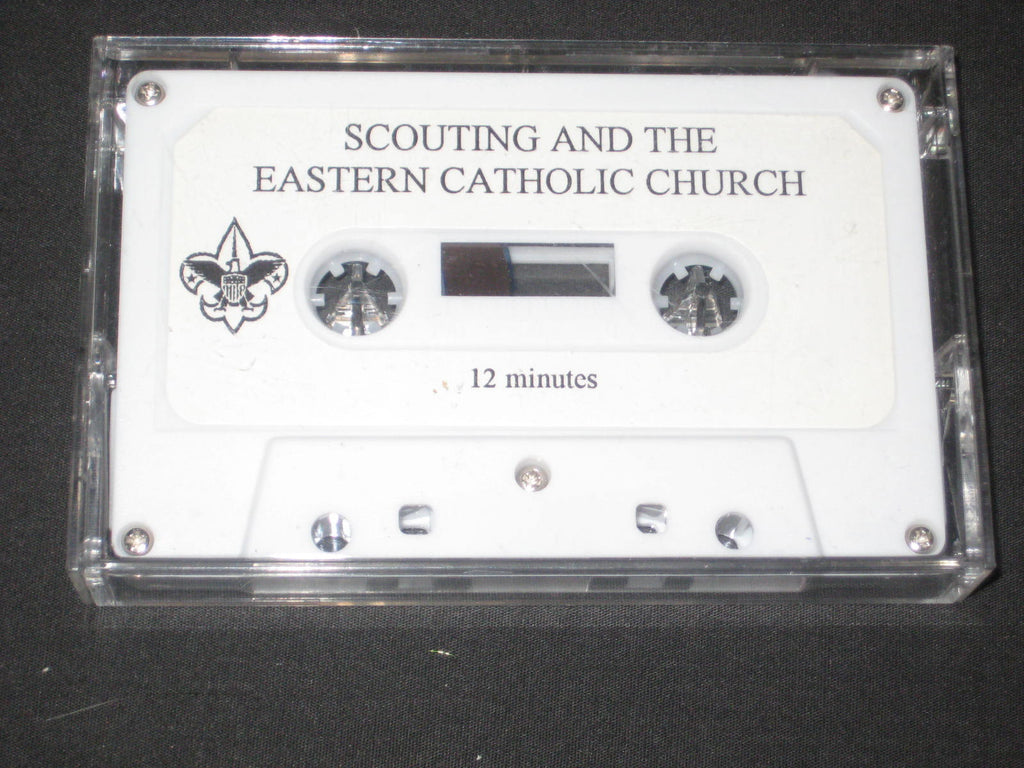 SCOUTING AND THE
EASTERN CATHOLIC CHURCH
12 minutes